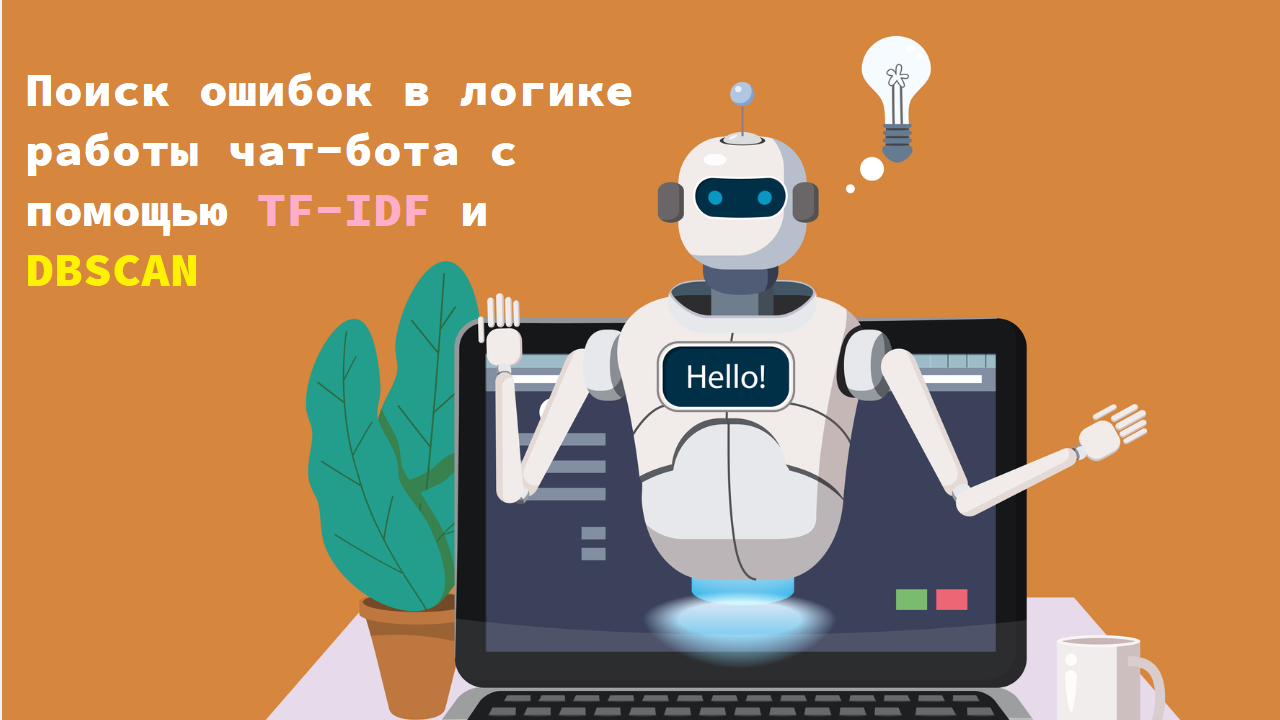 Поиск ошибок в логике
работы чат-бота с
помощью TF-IDF и
DBSCAN
Hello!